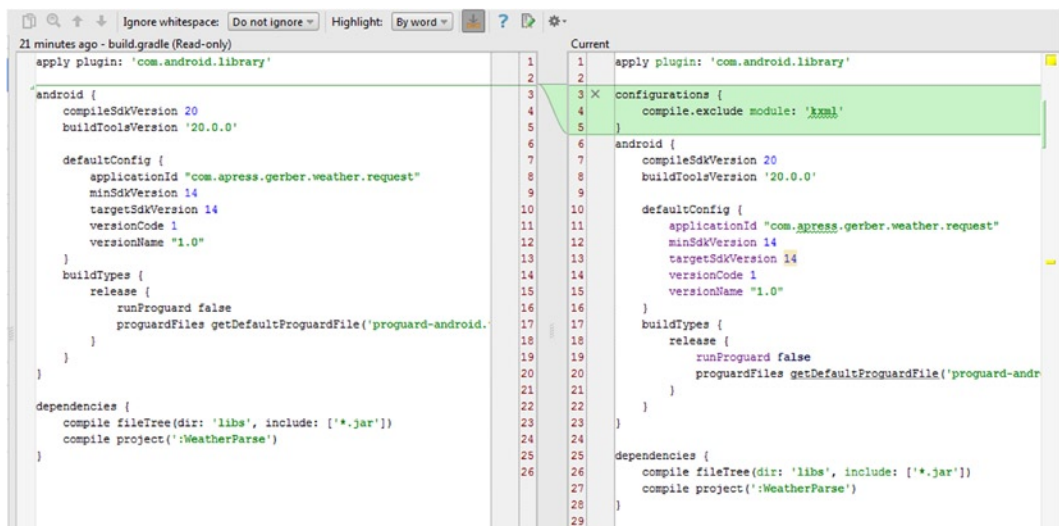 Ignore whitespace: Do not ignore Highlight: By word ?
21 minutes ago - build.gradle (Read-only)
apply plugin: 'com.android.library'
android {
compileSdkVersion 20
buildToolsVersion '20.0.0'
defaultConfig {
applicationId "com.apress.gerber.weather.request"
minSdkVersion 14
targetSdkVersion 14
versionCode 1
versionName "1.0"
}
buildTypes {
release {
runProguard false
proguardFiles getDefaultProguardFile('proguard-android.
}
}
}
dependencies {
compile fileTree(dir: 'libs', include: ['*.jar'])
compile project(':WeatherParse')
}
1
2
3
4
5
6
7
8
9
10
11
12
13
14
15
16
17
18
19
20
21
22
23
24
25
26
Current
1 apply plugin: 'com.android.library'
2
3 configurations {
4 compile.exclude module: 'kxml'
5 }
6 android {
7 compileSdkVersion 20
8 buildToolsVersion '20.0.0'
9
10 defaultConfig {
11 applicationId "com.apress.gerber.weather.request"
12 minSdkVersion 14
13 targetSdkVersion 14
14 versionCode 1
15 versionName "1.0"
16 }
17 buildTypes {
18 release {
19 runProguard false
20 proguardFiles getDefaultProguardFile('proguard-andr
21 }
22 }
23 }
24
25 dependencies {
26 compile fileTree(dir: 'libs', include: ['*.jar'])
27 compile project(':WeatherParse')
28 }
29